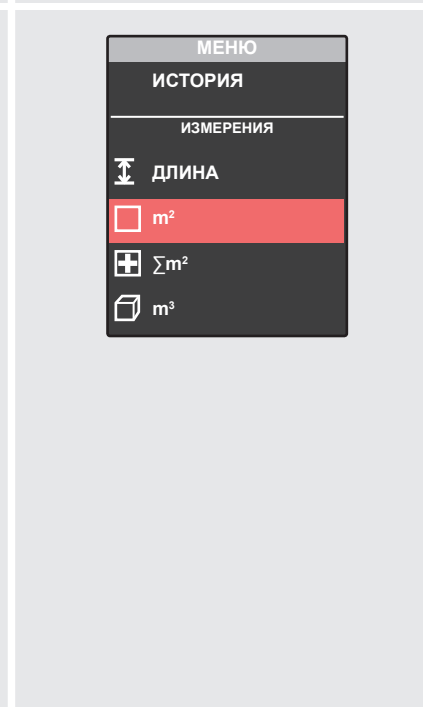 МЕНЮ
ИСТОРИЯ
ИЗМЕРЕНИЯ
ДЛИНА
m²
∑m²
m³